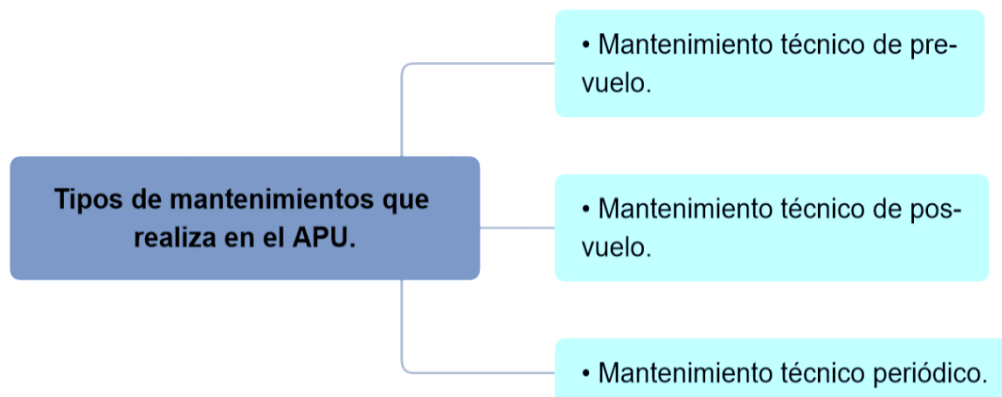 Tipos de mantenimientos que
realiza en el APU.
• Mantenimiento técnico de pre-
vuelo.
• Mantenimiento técnico de pos-
vuelo.
• Mantenimiento técnico periódico.